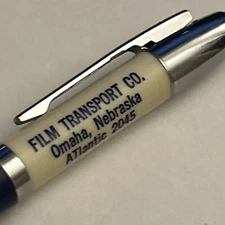 FILM TRANSPORT CO.
Omaha, Nebraska
ATlantic 2045